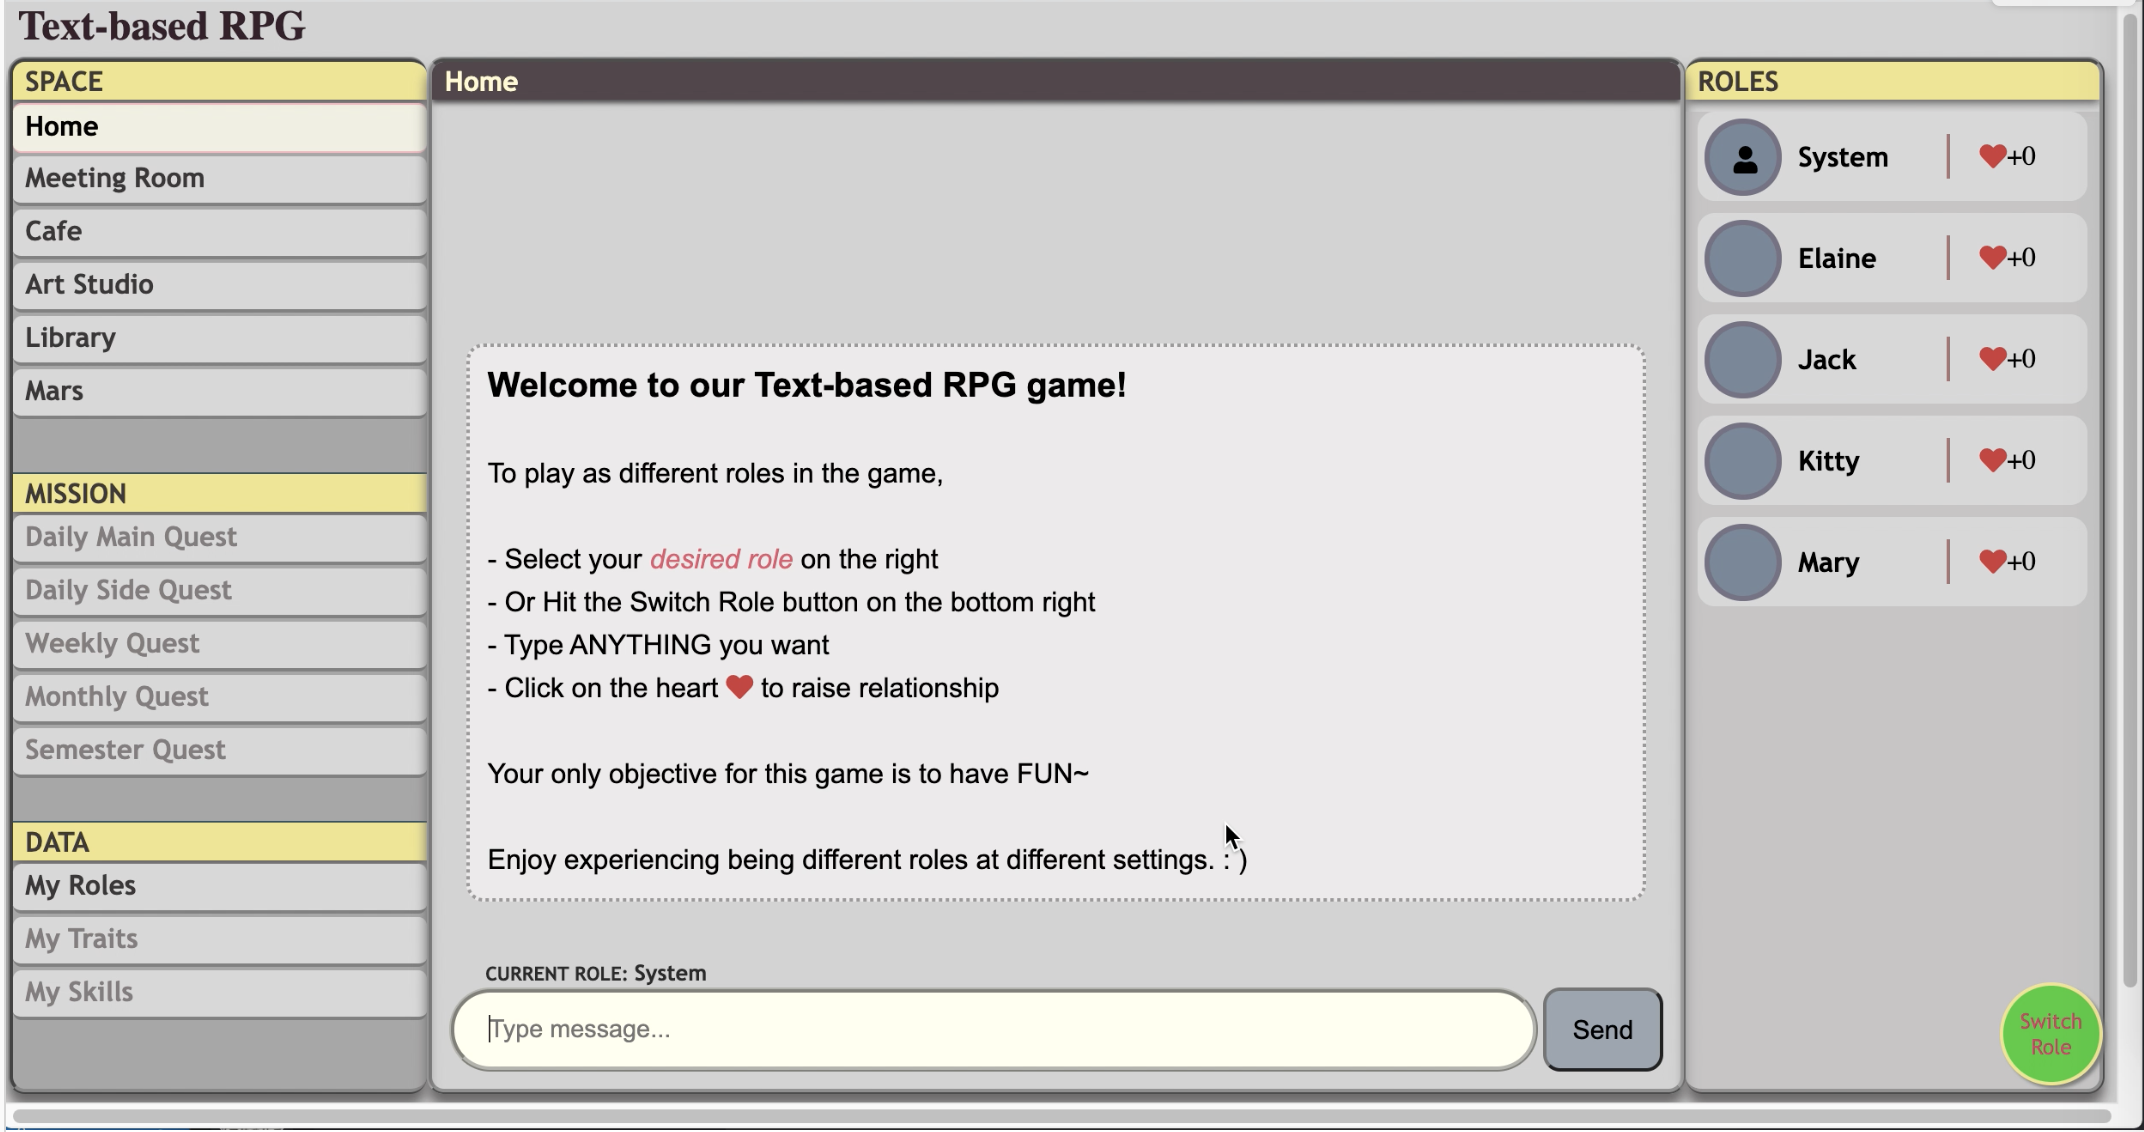 Text-based RPG
SPACE
Home
Meeting Room
Cafe
Art Studio
Library
Mars
MISSION
Daily Main Quest
Daily Side Quest
Weekly Quest
Monthly Quest
Semester Quest
DATA
My Roles
My Traits
My Skills
Home
Welcome to our Text-based RPG game!
To play as different roles in the game,
- Select your desired role on the right
- Or Hit the Switch Role button on the bottom right
- Type ANYTHING you want
- Click on the heart ❤ to raise relationship
Your only objective for this game is to have FUN~
Enjoy experiencing being different roles at different settings. : )
CURRENT ROLE: System
Type message...
Send
ROLES
System | ❤+0
Elaine | ❤+0
Jack | ❤+0
Kitty | ❤+0
Mary | ❤+0
Switch
Role